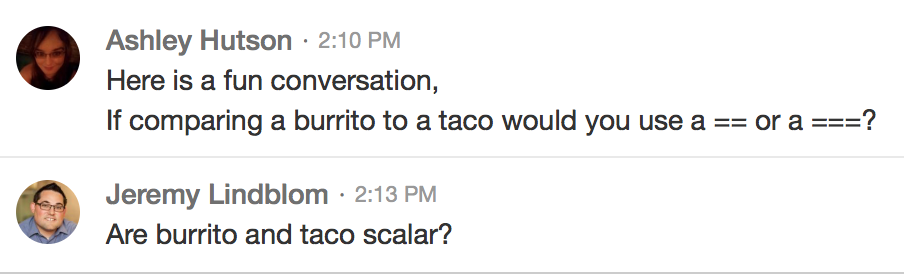 Ashley Hutson · 2:10 PM
Here is a fun conversation,
If comparing a burrito to a taco would you use a == or a ===?
Jeremy Lindblom · 2:13 PM
Are burrito and taco scalar?